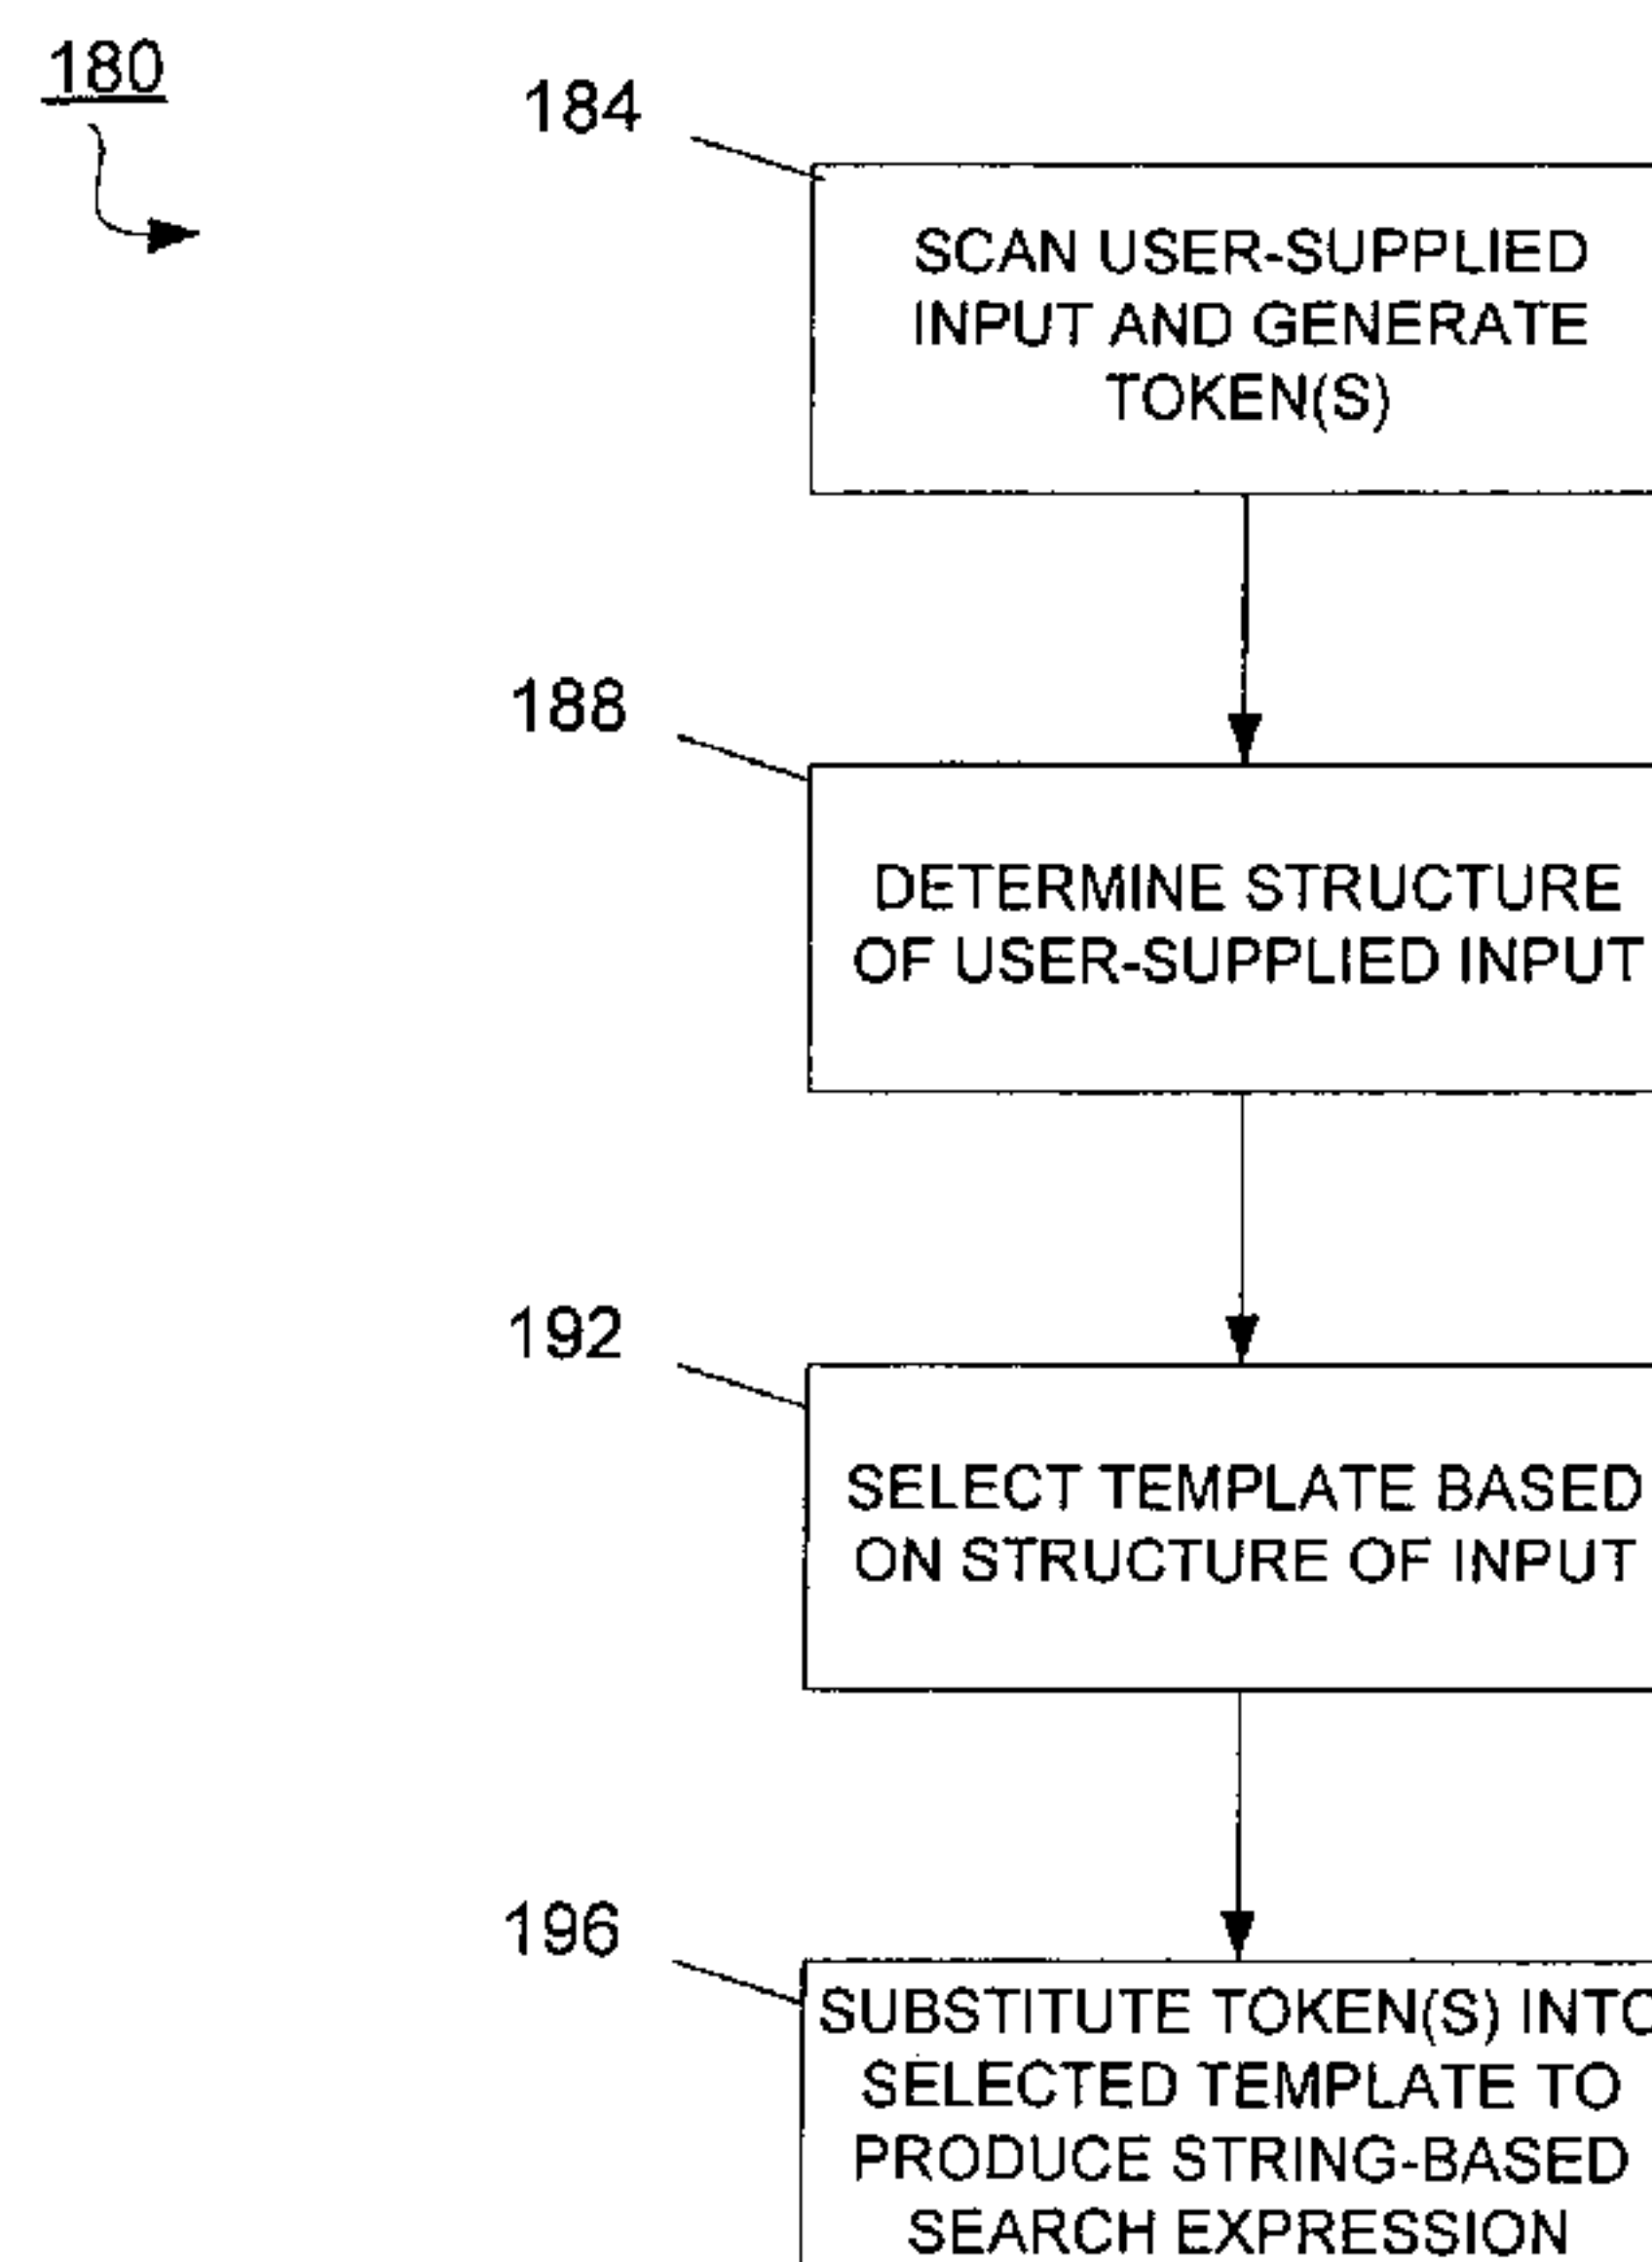 180
184
SCAN USER-SUPPLIED
INPUT AND GENERATE
TOKEN(S)
188
DETERMINE STRUCTURE
OF USER-SUPPLIED INPUT
192
SELECT TEMPLATE BASED
ON STRUCTURE OF INPUT
196
SUBSTITUTE TOKEN(S) INTO
SELECTED TEMPLATE TO
PRODUCE STRING-BASED
SEARCH EXPRESSION